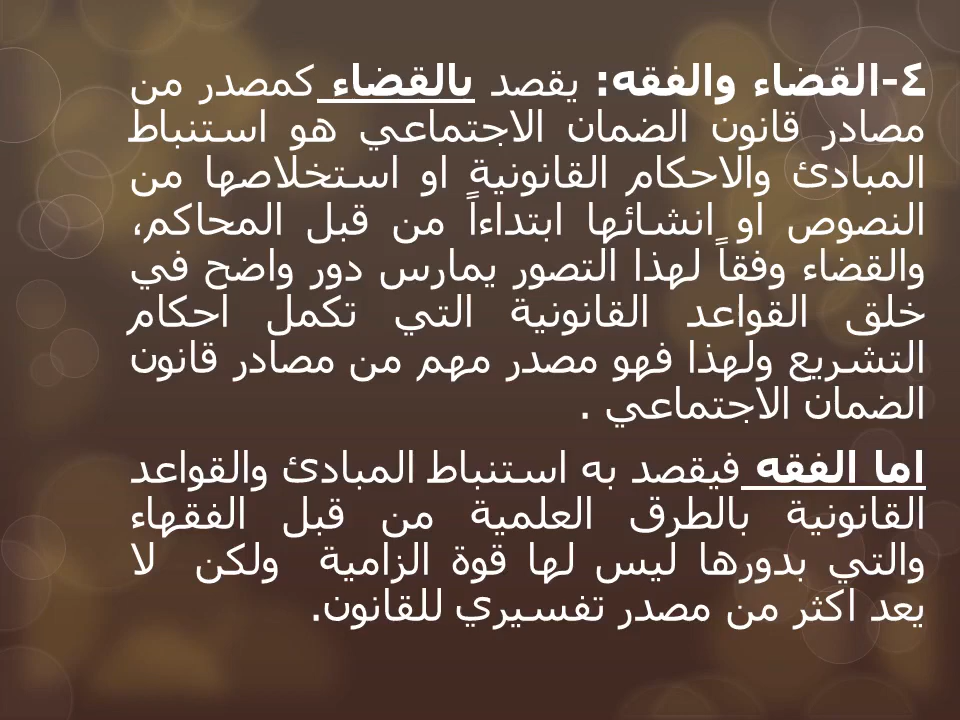 ٤-القضاء والفقه: يقصد بالقضاء كمصدر من
مصادر قانون الضمان الاجتماعي هو استنباط
المبادئ والاحكام القانونية او استخلاصها من
النصوص او انشائها ابتداءاً من قبل المحاكم،
والقضاء وفقاً لهذا التصور يمارس دور واضح في
خلق القواعد القانونية التي تكمل احكام
التشريع ولهذا فهو مصدر مهم من مصادر قانون
الضمان الاجتماعي .
اما الفقه فيقصد به استنباط المبادئ والقواعد
القانونية بالطرق العلمية من قبل الفقهاء
والتي بدورها ليس لها قوة الزامية ولكن لا
يعد اكثر من مصدر تفسيري للقانون.